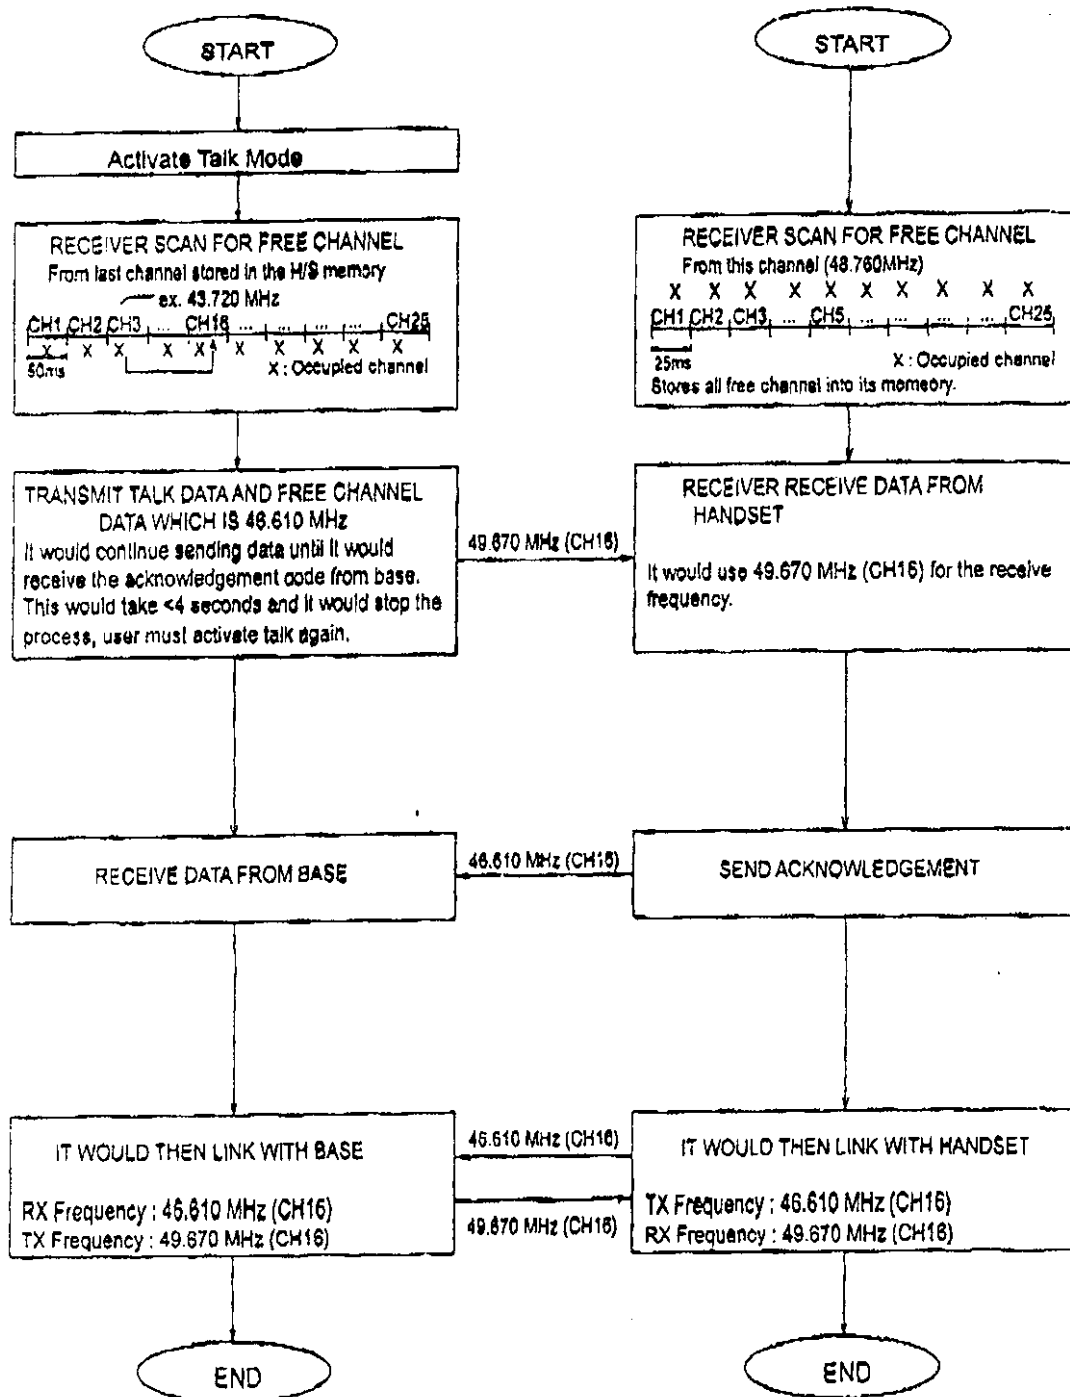 START
Activate Talk Mode
RECEIVER SCAN FOR FREE CHANNEL
From last channel stored in the H/S memory
ex. 43.720 MHz
CH1 CH2 CH3 ... CH16 ... ... ... ... CH25
X X X X X X X X X
50ms
X : Occupied channel
TRANSMIT TALK DATA AND FREE CHANNEL
DATA WHICH IS 46.610 MHz
It would continue sending data until it would
receive the acknowledgement code from base.
This would take <4 seconds and it would stop the
process, user must activate talk again.
49.670 MHz (CH16)
RECEIVE DATA FROM BASE
46.610 MHz (CH16)
IT WOULD THEN LINK WITH BASE
RX Frequency : 46.610 MHz (CH16)
TX Frequency : 49.670 MHz (CH16)
46.610 MHz (CH16)
49.670 MHz (CH16)
END
START
RECEIVER SCAN FOR FREE CHANNEL
From this channel (48.760MHz)
X X X X X X X X X X
CH1 CH2 CH3 ... CH5 ... ... ... ... CH25
25ms
X : Occupied channel
Stores all free channel into its memeory.
RECEIVER RECEIVE DATA FROM
HANDSET
It would use 49.670 MHz (CH16) for the receive
frequency.
SEND ACKNOWLEDGEMENT
IT WOULD THEN LINK WITH HANDSET
TX Frequency : 46.610 MHz (CH16)
RX Frequency : 49.670 MHz (CH16)
END